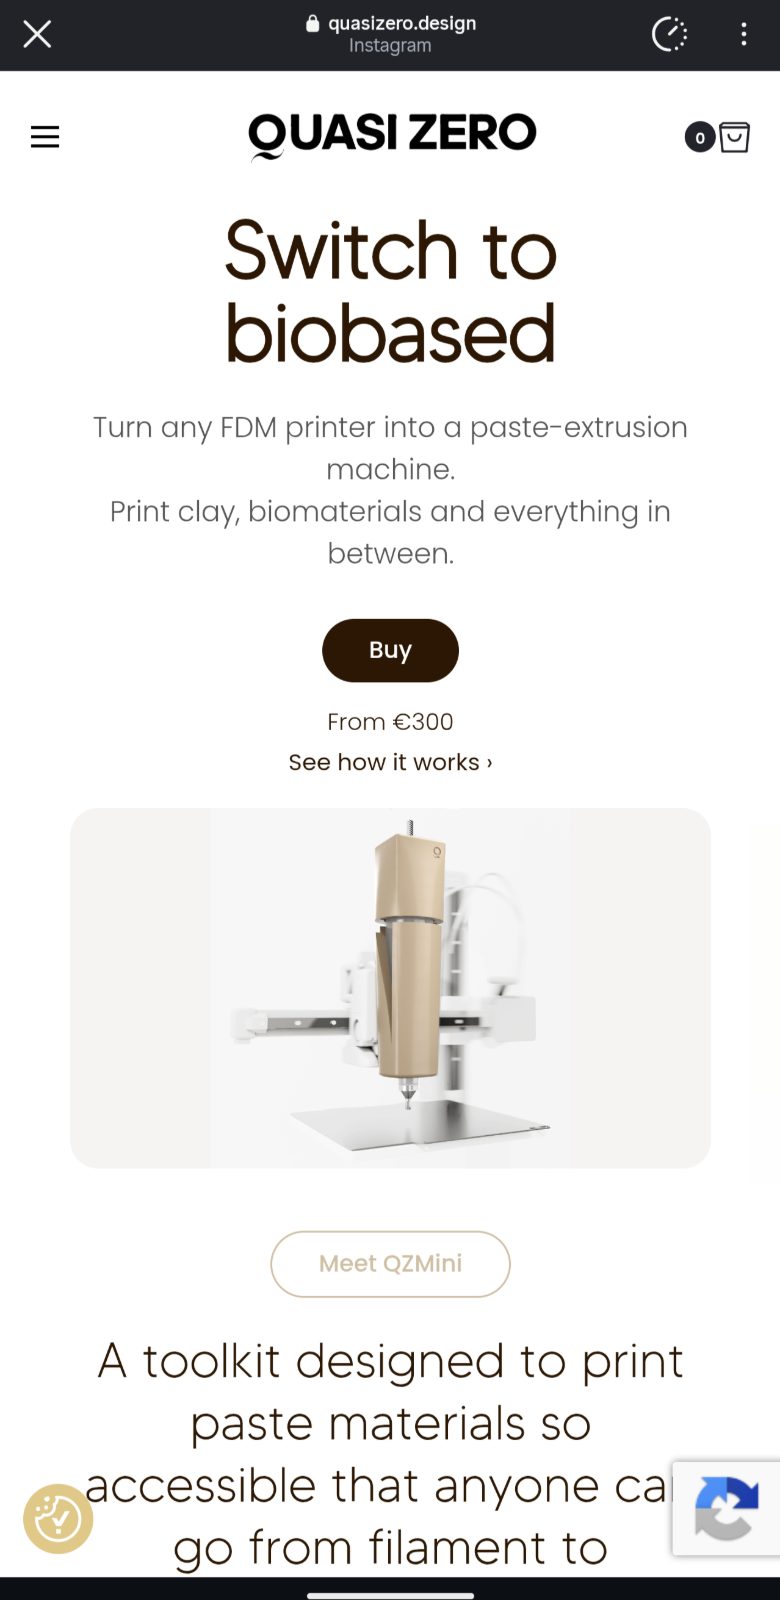 quasizero.design
Instagram
QUASI ZERO
0
Switch to
biobased
Turn any FDM printer into a paste-extrusion
machine.
Print clay, biomaterials and everything in
between.
Buy
From €300
See how it works ›
Meet QZMini
A toolkit designed to print
paste materials so
accessible that anyone
go from filament to